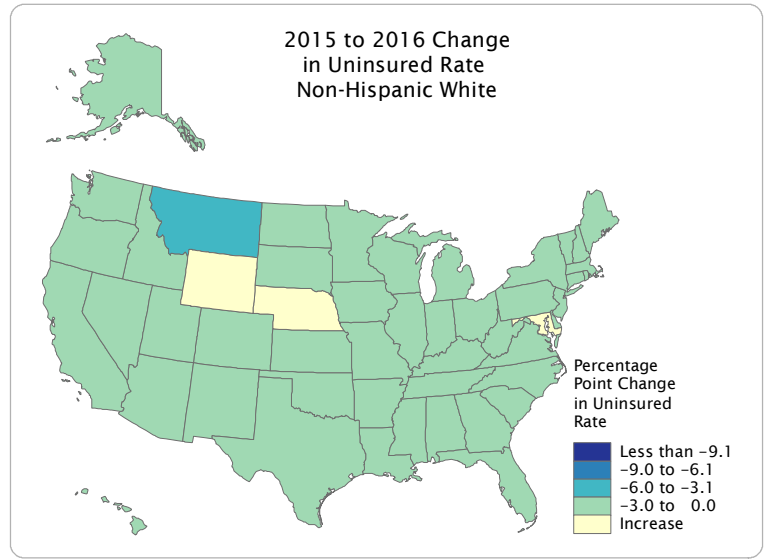 2015 to 2016 Change
in Uninsured Rate
Non-Hispanic White
Percentage
Point Change
in Uninsured
Rate
Less than -9.1
-9.0 to -6.1
-6.0 to -3.1
-3.0 to 0.0
Increase